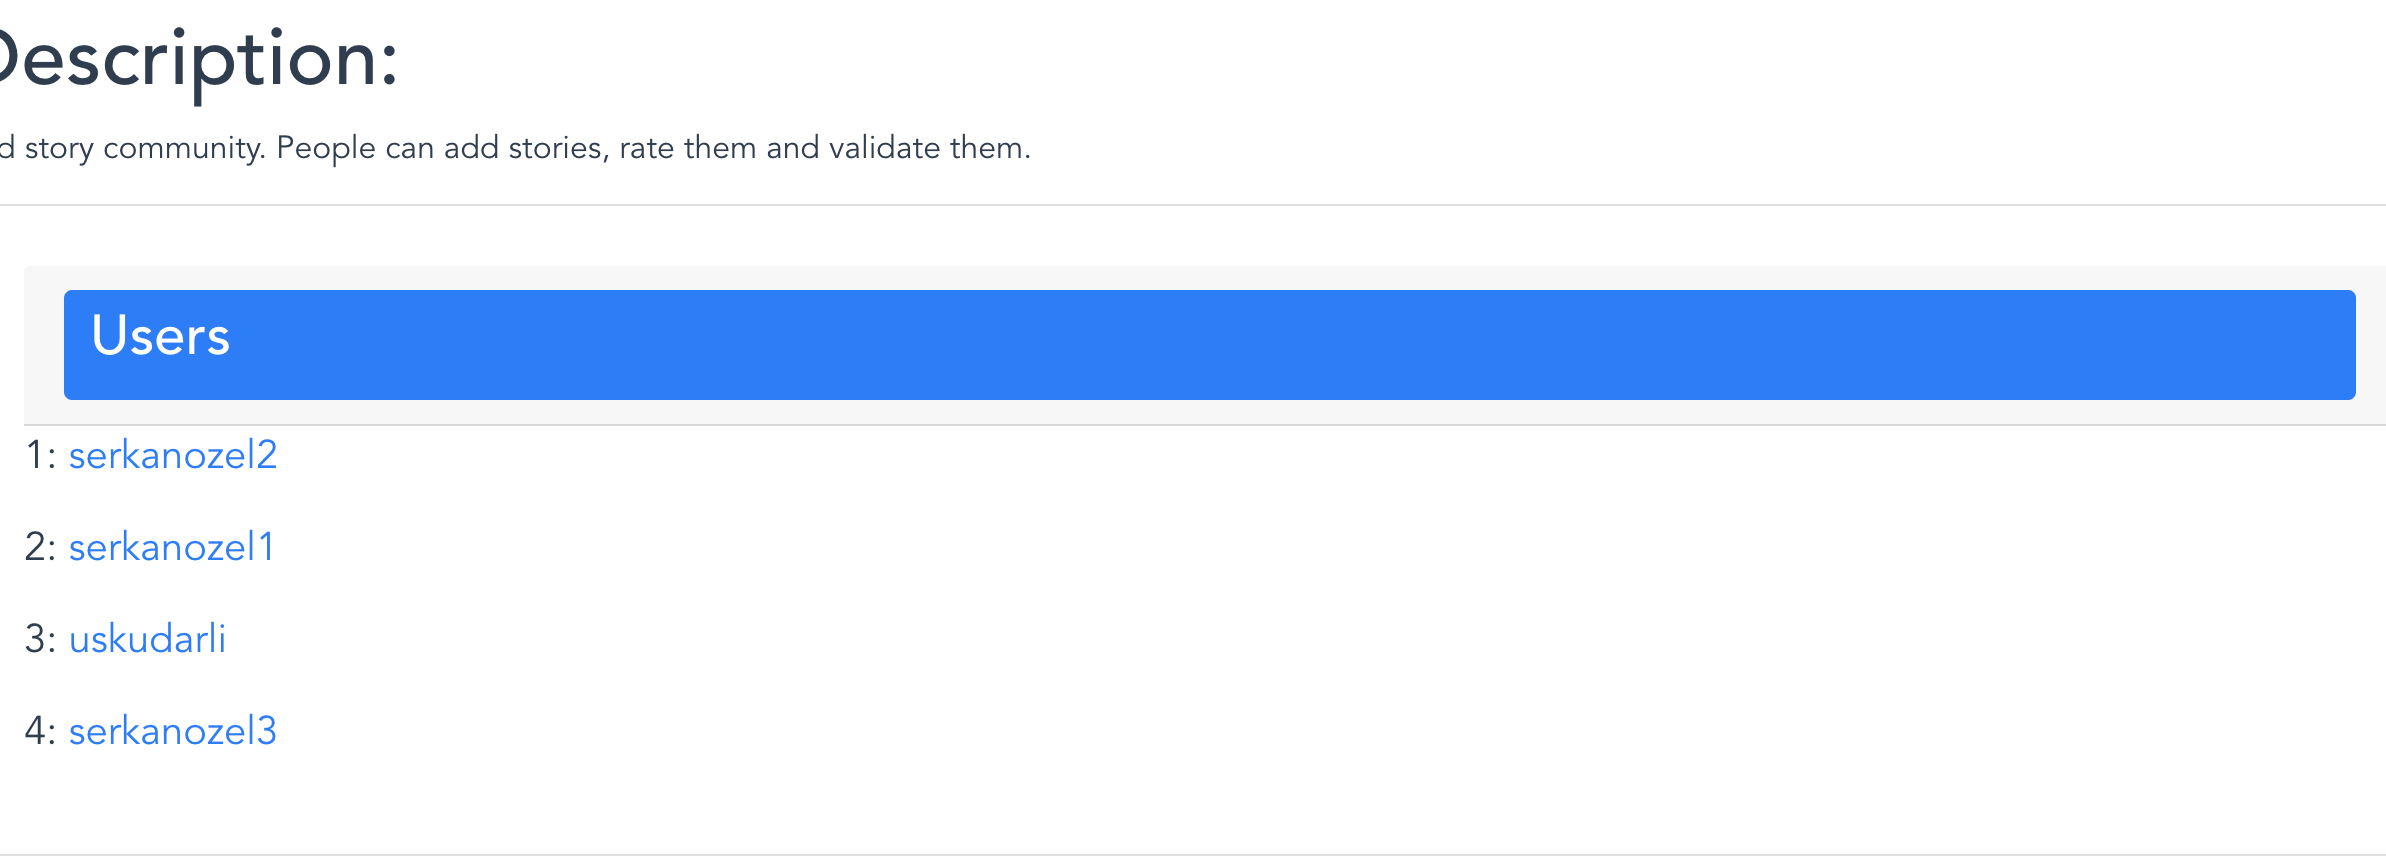 Description:
d story community. People can add stories, rate them and validate them.
Users
1: serkanozel2
2: serkanozel1
3: uskudarli
4: serkanozel3